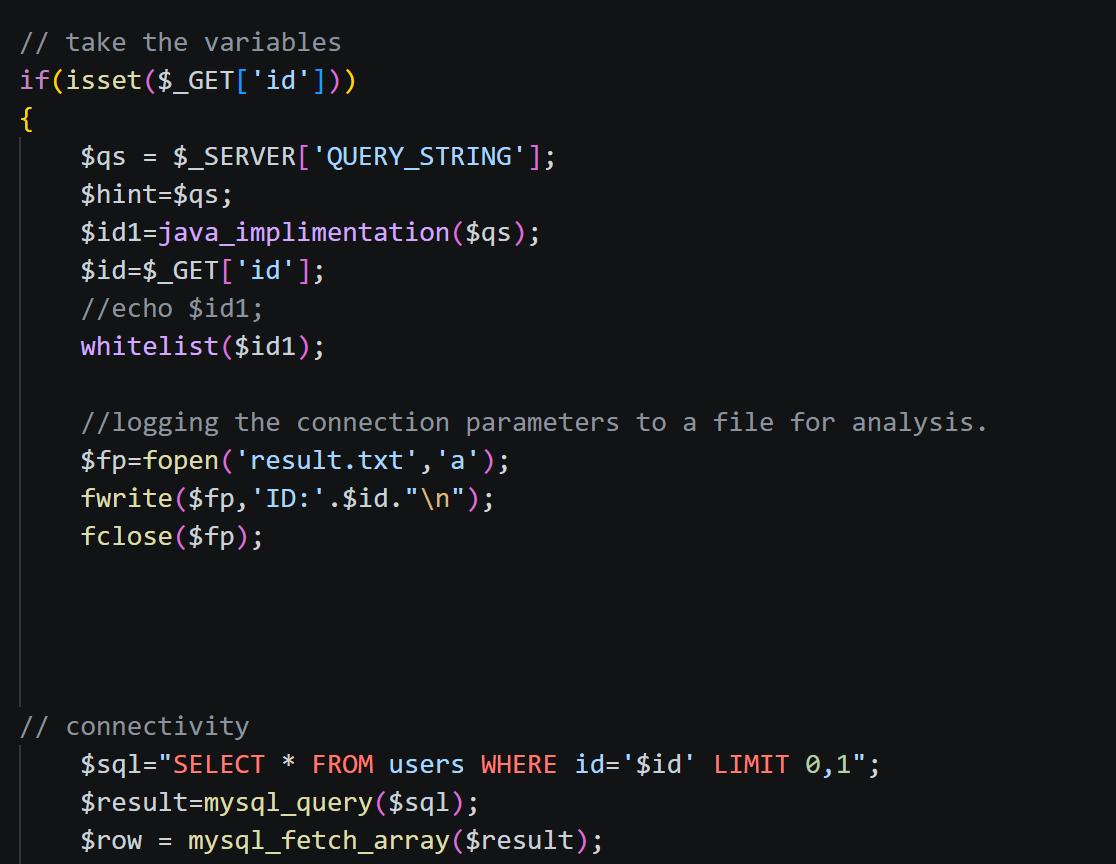 // take the variables
if(isset($_GET['id']))
{
    $qs = $_SERVER['QUERY_STRING'];
    $hint=$qs;
    $id1=java_implimentation($qs);
    $id=$_GET['id'];
    //echo $id1;
    whitelist($id1);
    //logging the connection parameters to a file for analysis.
    $fp=fopen('result.txt','a');
    fwrite($fp,'ID:'.$id."\n");
    fclose($fp);
// connectivity
    $sql="SELECT * FROM users WHERE id='$id' LIMIT 0,1";
    $result=mysql_query($sql);
    $row = mysql_fetch_array($result);